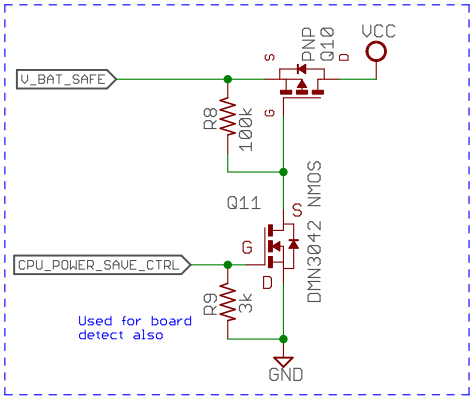 VCC
PNP
Q10
S
D
V_BAT_SAFE
G
R8
100k
Q11
S
DMN3042 NMOS
G
CPU_POWER_SAVE_CTRL
D
R9
3k
Used for board
detect also
GND